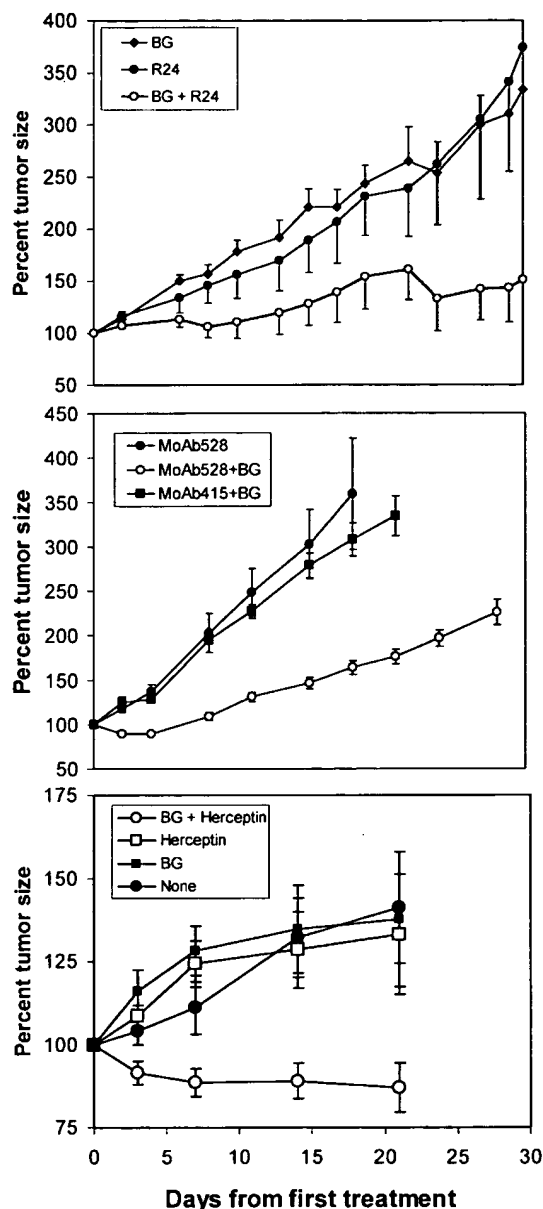 400
350
300
250
200
150
100
50
Percent tumor size
BG
R24
BG + R24
450
400
350
300
250
200
150
100
50
Percent tumor size
MoAb528
MoAb528+BG
MoAb415+BG
175
150
125
100
75
Percent tumor size
BG + Herceptin
Herceptin
BG
None
0 5 10 15 20 25 30
Days from first treatment